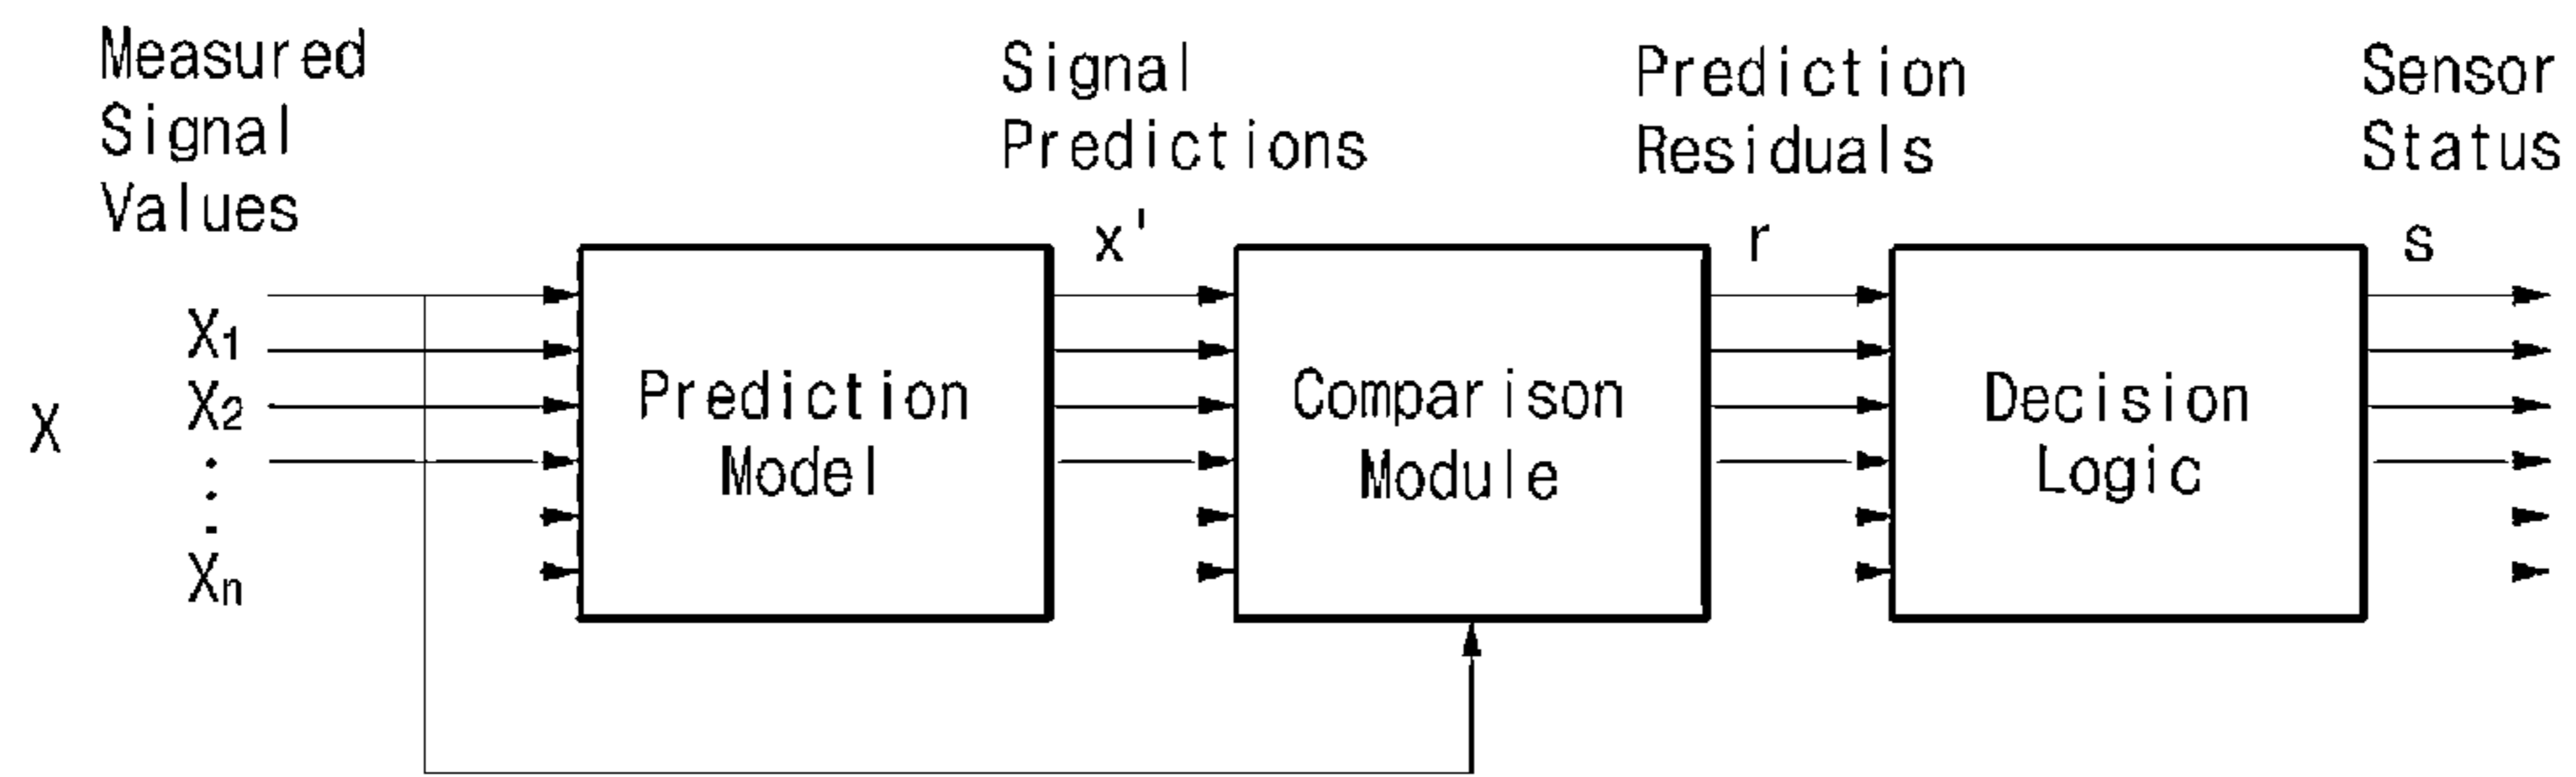 Measured
Signal
Values
Signal
Predictions
Prediction
Residuals
Sensor
Status
x'
r
s
X
X1
X2
Xn
Prediction
Model
Comparison
Module
Decision
Logic